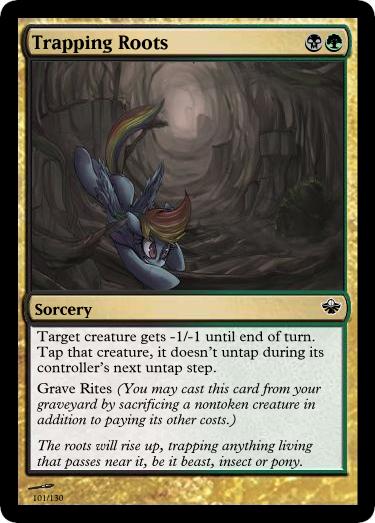 Trapping Roots
Sorcery
Target creature gets -1/-1 until end of turn.
Tap that creature, it doesn't untap during its
controller's next untap step.
Grave Rites (You may cast this card from your
graveyard by sacrificing a nontoken creature in
addition to paying its other costs.)
The roots will rise up, trapping anything living
that passes near it, be it beast, insect or pony.
101/130